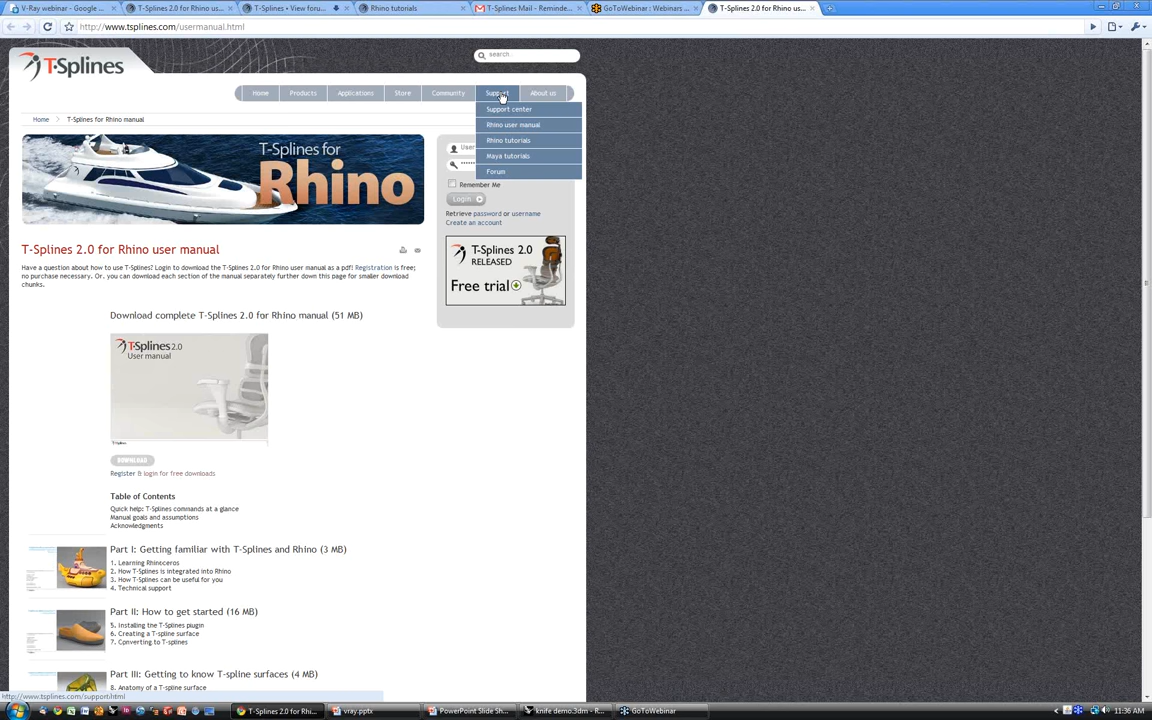 V-Ray webinar - Google ...
T-Splines 2.0 for Rhino us...
T-Splines • View foru...
Rhino tutorials
T-Splines Mail - Reminde...
GoToWebinar : Webinars ...
T-Splines 2.0 for Rhino us...
http://www.tsplines.com/usermanual.html
T-Splines
search
Home
Products
Applications
Store
Community
Support
About us
Support center
Rhino user manual
Rhino tutorials
Maya tutorials
Forum
Home > T-Splines for Rhino user manual
T-Splines for
Rhino
Remember Me
Login
Retrieve password or username
Create an account
T-Splines 2.0
RELEASED
Free trial
T-Splines 2.0 for Rhino user manual
Have a question about how to use T-Splines? Login to download the T-Splines 2.0 for Rhino user manual as a pdf! Registration is free;
no purchase necessary. Or, you can download each section of the manual separately further down this page for smaller download
chunks.
Download complete T-Splines 2.0 for Rhino manual (51 MB)
T-Splines 2.0
User manual
DOWNLOAD
Register & login for free downloads
Table of Contents
Quick help: T-Splines commands at a glance
Manual goals and assumptions
Acknowledgments
Part I: Getting familiar with T-Splines and Rhino (3 MB)
1. Learning Rhinoceros
2. How T-Splines is integrated into Rhino
3. How T-Splines can be useful for you
4. Technical support
Part II: How to get started (16 MB)
5. Installing the T-Splines plugin
6. Creating a T-spline surface
7. Converting to T-splines
Part III: Getting to know T-spline surfaces (4 MB)
8. Anatomy of a T-spline surface
http://www.tsplines.com/support.html
T-Splines 2.0 for Rhi...
vray.pptx
PowerPoint Slide Sh...
knife demo.3dm - R...
GoToWebinar
11:36 AM